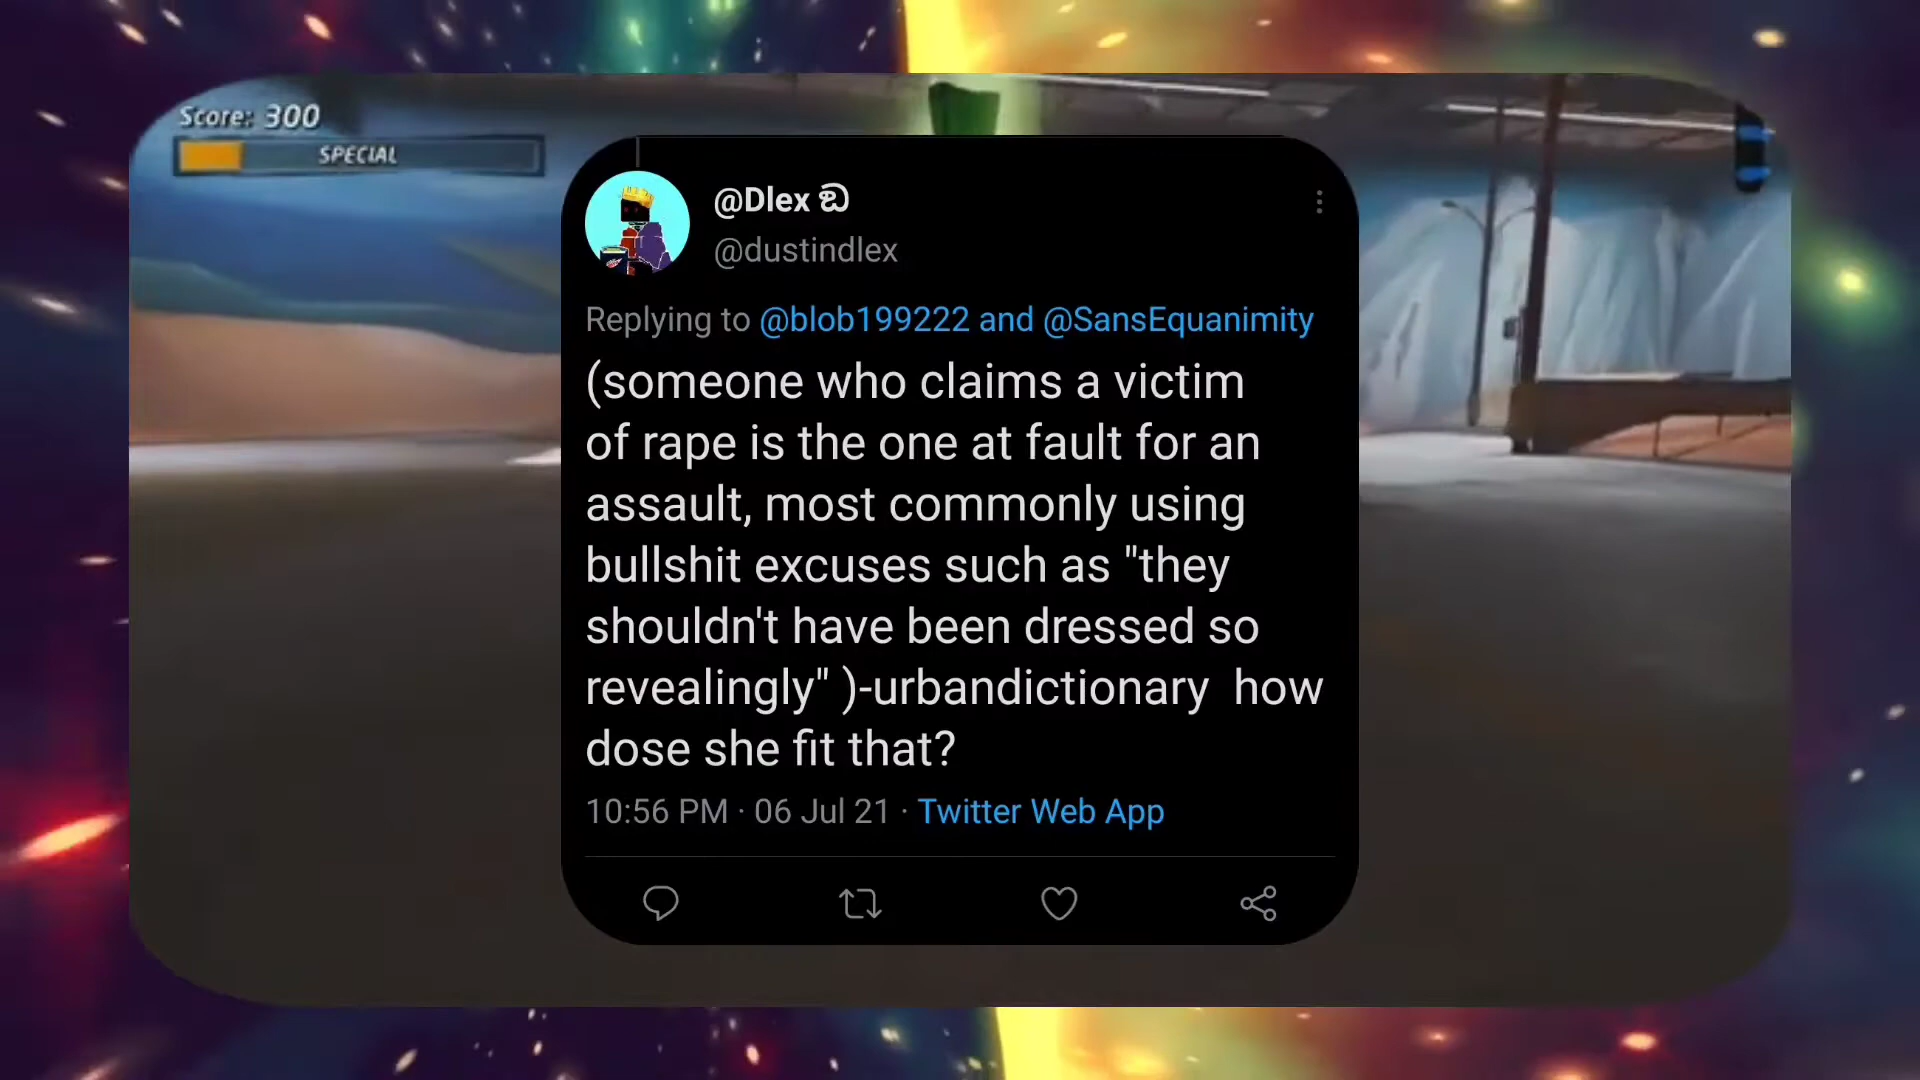 Score: 300
SPECIAL
@Dlex ඞ
@dustindlex
Replying to @blob199222 and @SansEquanimity
(someone who claims a victim
of rape is the one at fault for an
assault, most commonly using
bullshit excuses such as "they
shouldn't have been dressed so
revealingly" )-urbandictionary  how
dose she fit that?
10:56 PM · 06 Jul 21 · Twitter Web App